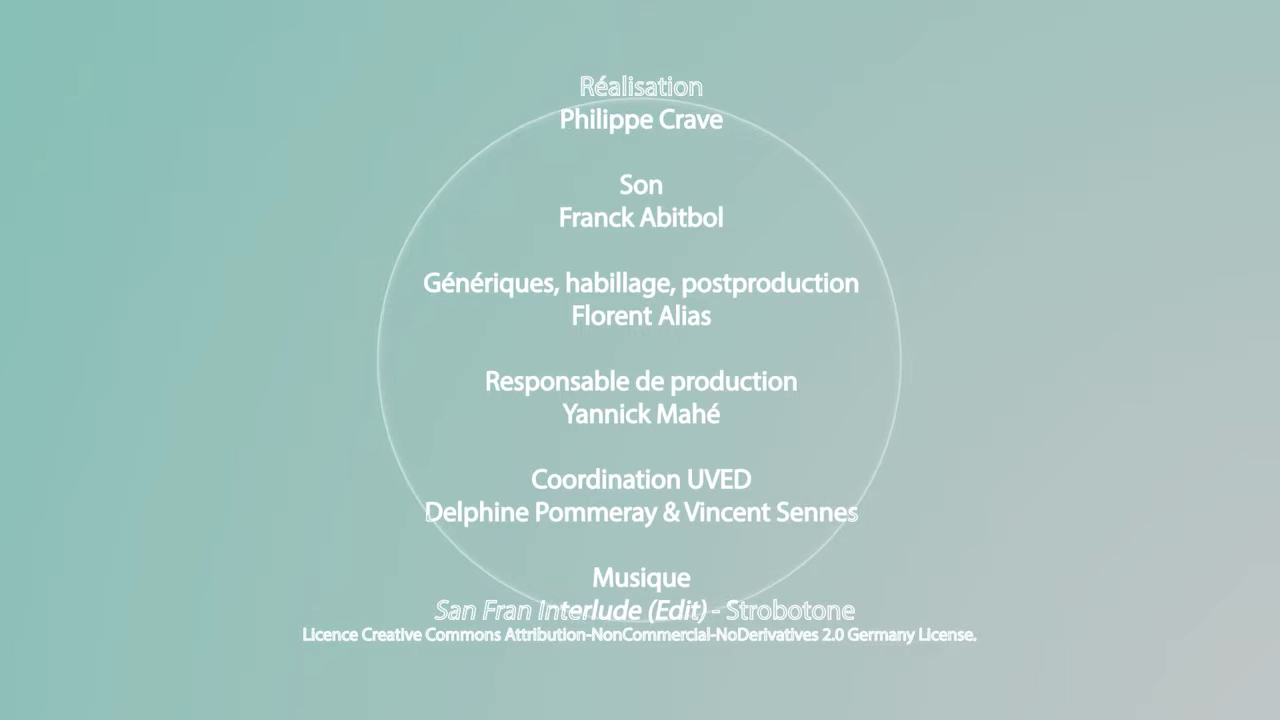 Réalisation
Philippe Crave
Son
Franck Abitbol
Génériques, habillage, postproduction
Florent Alias
Responsable de production
Yannick Mahé
Coordination UVED
Delphine Pommeray & Vincent Sennes
Musique
San Fran Interlude (Edit) - Strobotone
Licence Creative Commons Attribution-NonCommercial-NoDerivatives 2.0 Germany License.